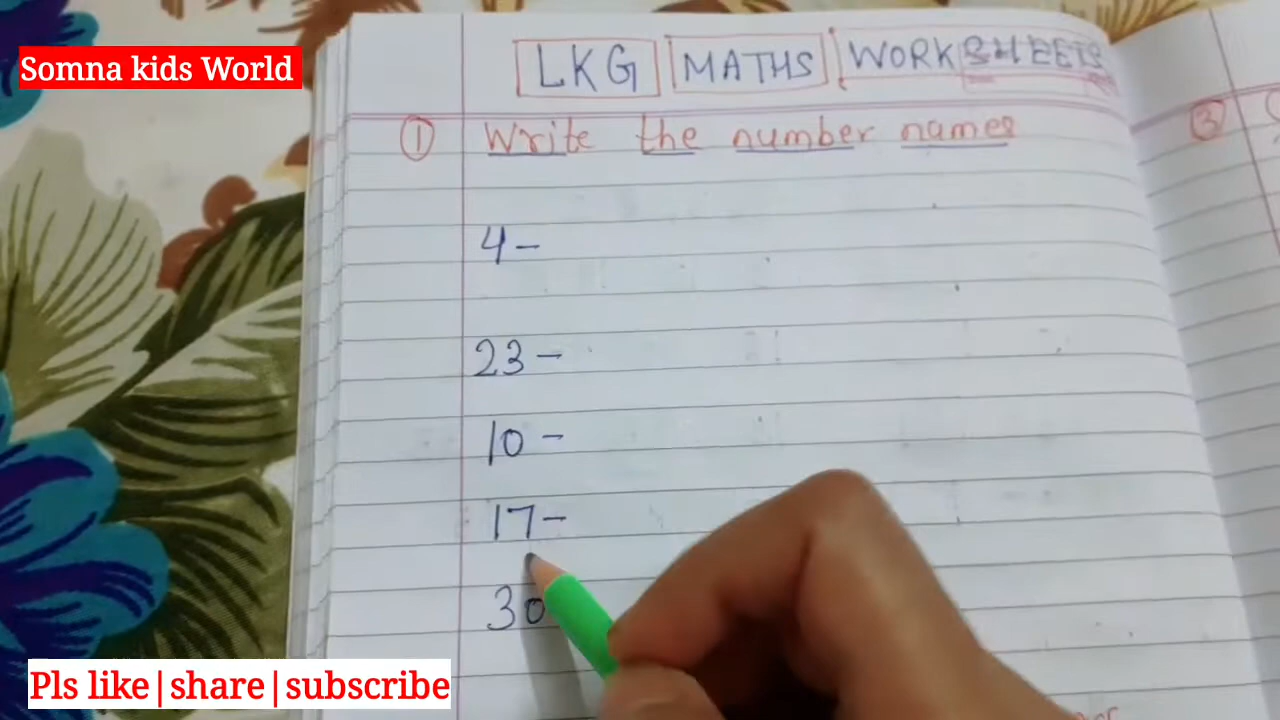 Somna kids World
LKG MATHS WORKSHEETS
① Write the number names
③
4-
23-
10-
17-
30
Pls like|share|subscribe